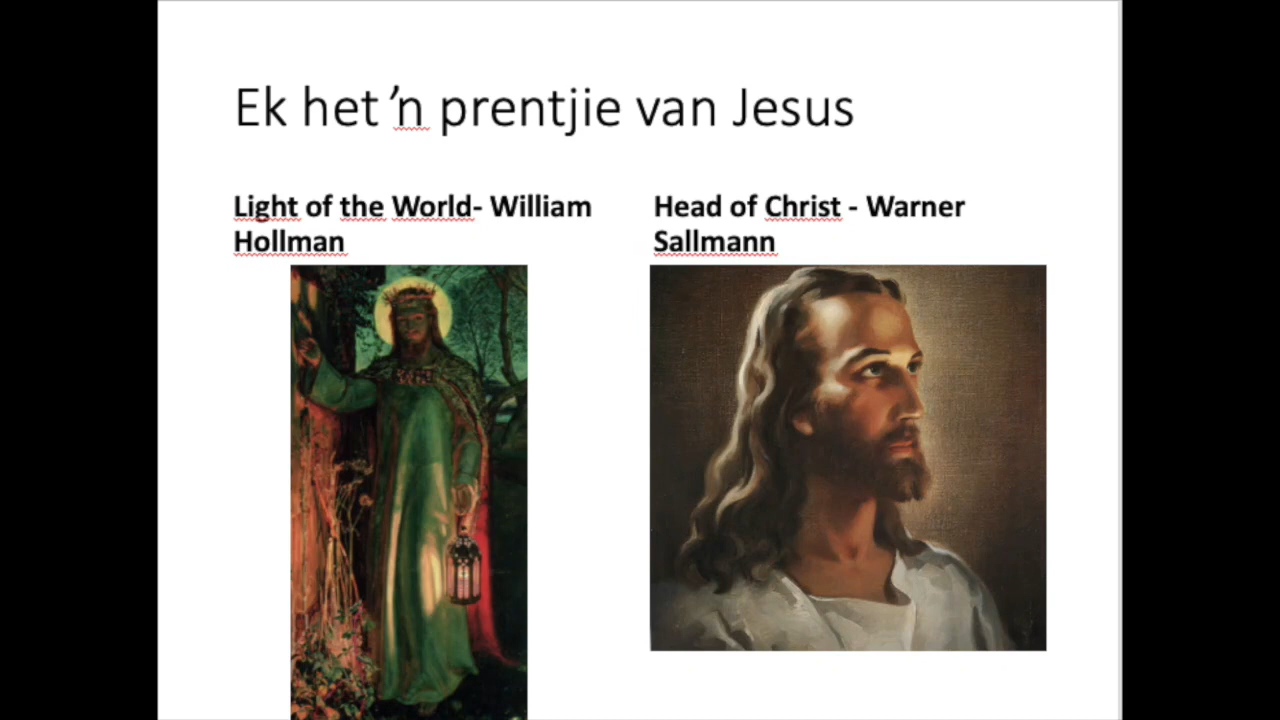 Ek het 'n prentjie van Jesus
Light of the World- William
Hollman
Head of Christ - Warner
Sallmann